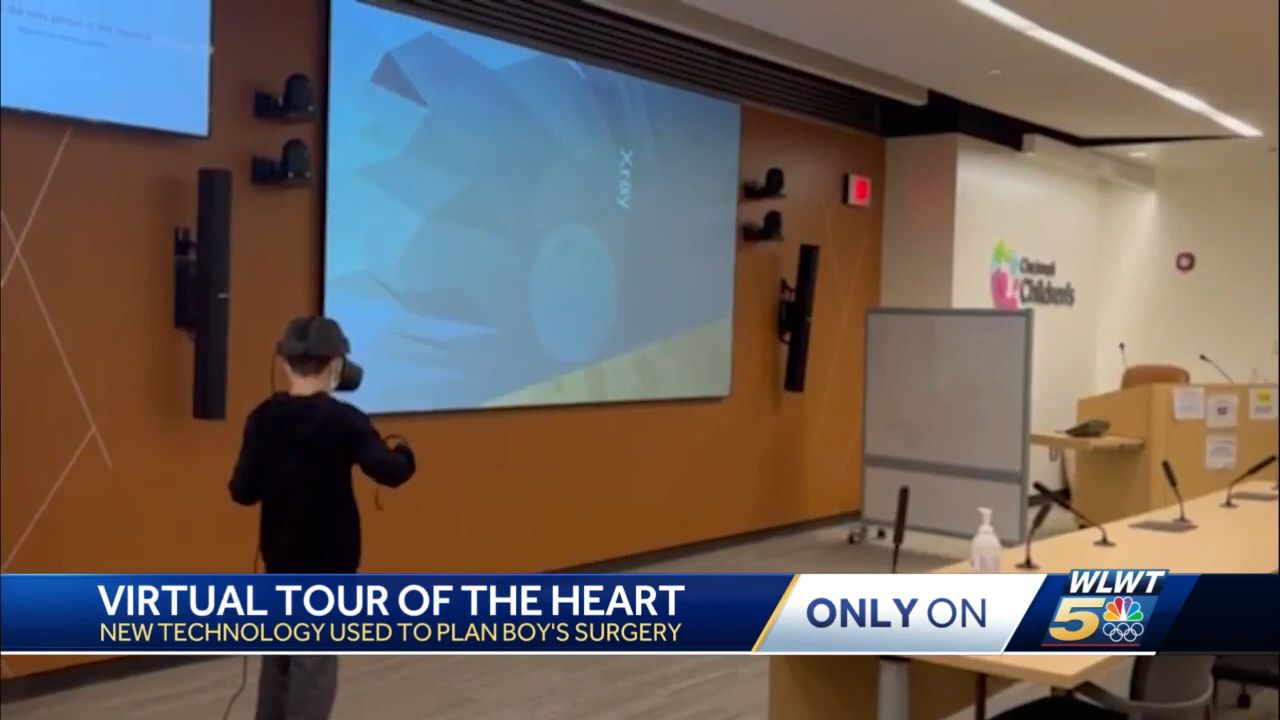 xray
Cincinnati
Children's
VIRTUAL TOUR OF THE HEART
NEW TECHNOLOGY USED TO PLAN BOY'S SURGERY
ONLY ON
WLWT
5